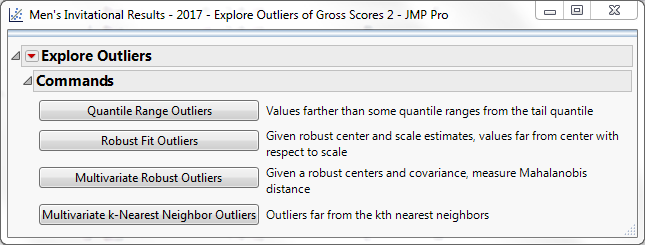 Men's Invitational Results - 2017 - Explore Outliers of Gross Scores 2 - JMP Pro
Explore Outliers
Commands
Quantile Range Outliers Values farther than some quantile ranges from the tail quantile
Robust Fit Outliers Given robust center and scale estimates, values far from center with
respect to scale
Multivariate Robust Outliers Given a robust centers and covariance, measure Mahalanobis
distance
Multivariate k-Nearest Neighbor Outliers Outliers far from the kth nearest neighbors